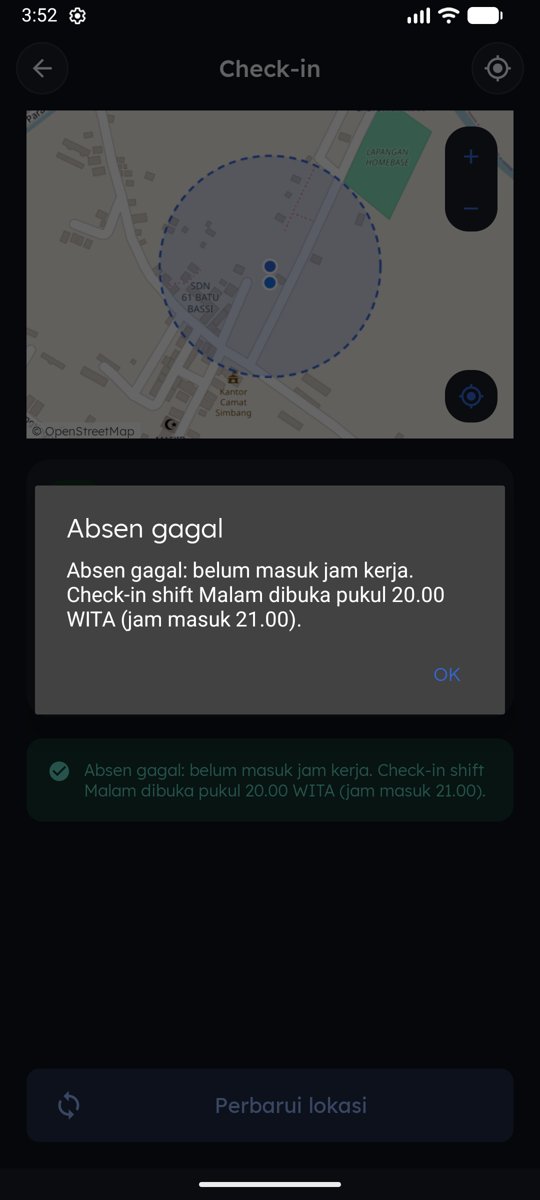 3:52
Check-in
LAPANGAN
HOMEBASE
+
−
SDN
61 BATU
BASSI
Kantor
Camat
Simbang
© OpenStreetMap
Absen gagal
Absen gagal: belum masuk jam kerja.
Check-in shift Malam dibuka pukul 20.00
WITA (jam masuk 21.00).
OK
Absen gagal: belum masuk jam kerja. Check-in shift
Malam dibuka pukul 20.00 WITA (jam masuk 21.00).
Perbarui lokasi